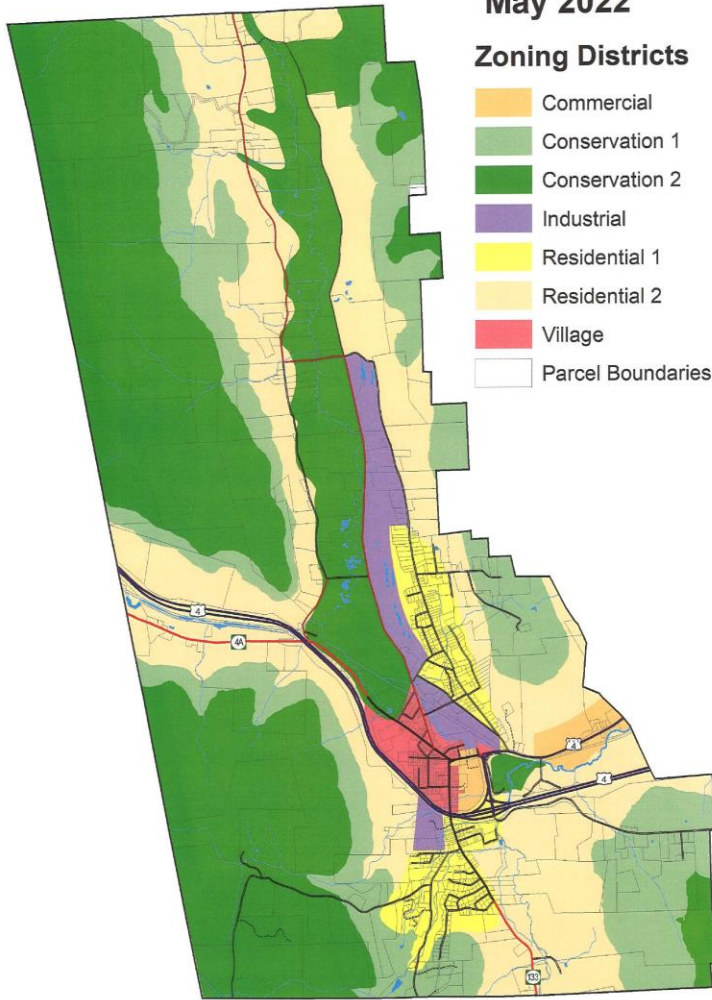 May 2022
Zoning Districts
Commercial
Conservation 1
Conservation 2
Industrial
Residential 1
Residential 2
Village
Parcel Boundaries
4
4A
4
4
133